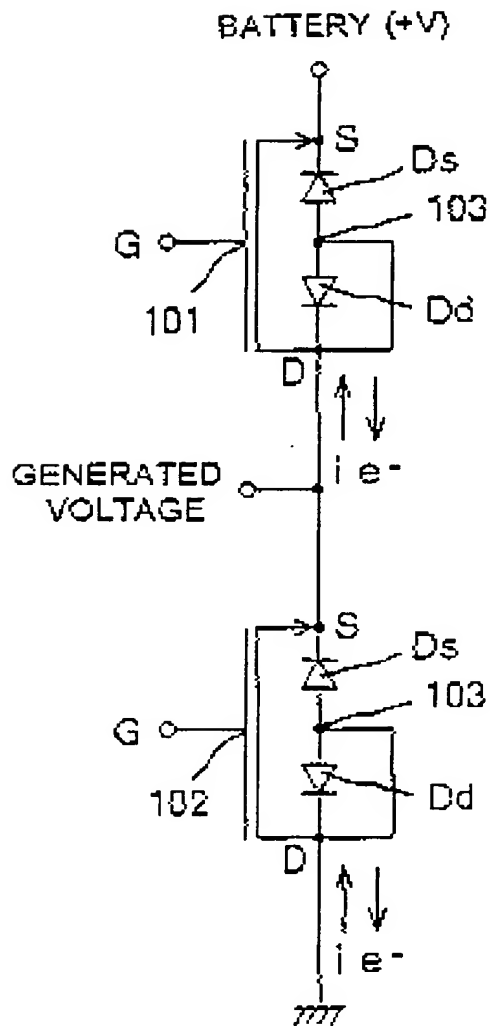 BATTERY (+V)
S
Ds
103
G
101
Dd
D
i e-
GENERATED
VOLTAGE
S
Ds
103
G
102
Dd
D
i e-